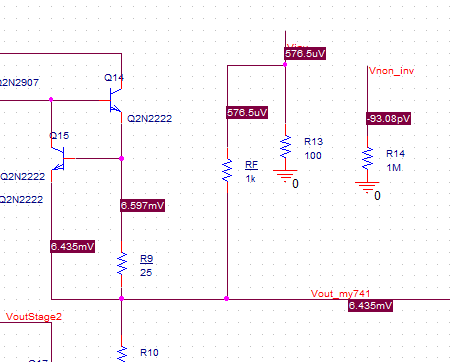 576.5uV
Q14
Vnon_inv
Q2N2907
576.5uV
-93.08pV
Q2N2222
Q15
R13
100
RF
1k
R14
1M
Q2N2222
0
0
Q2N2222
6.597mV
6.435mV
R9
25
Vout_my741
6.435mV
VoutStage2
R10